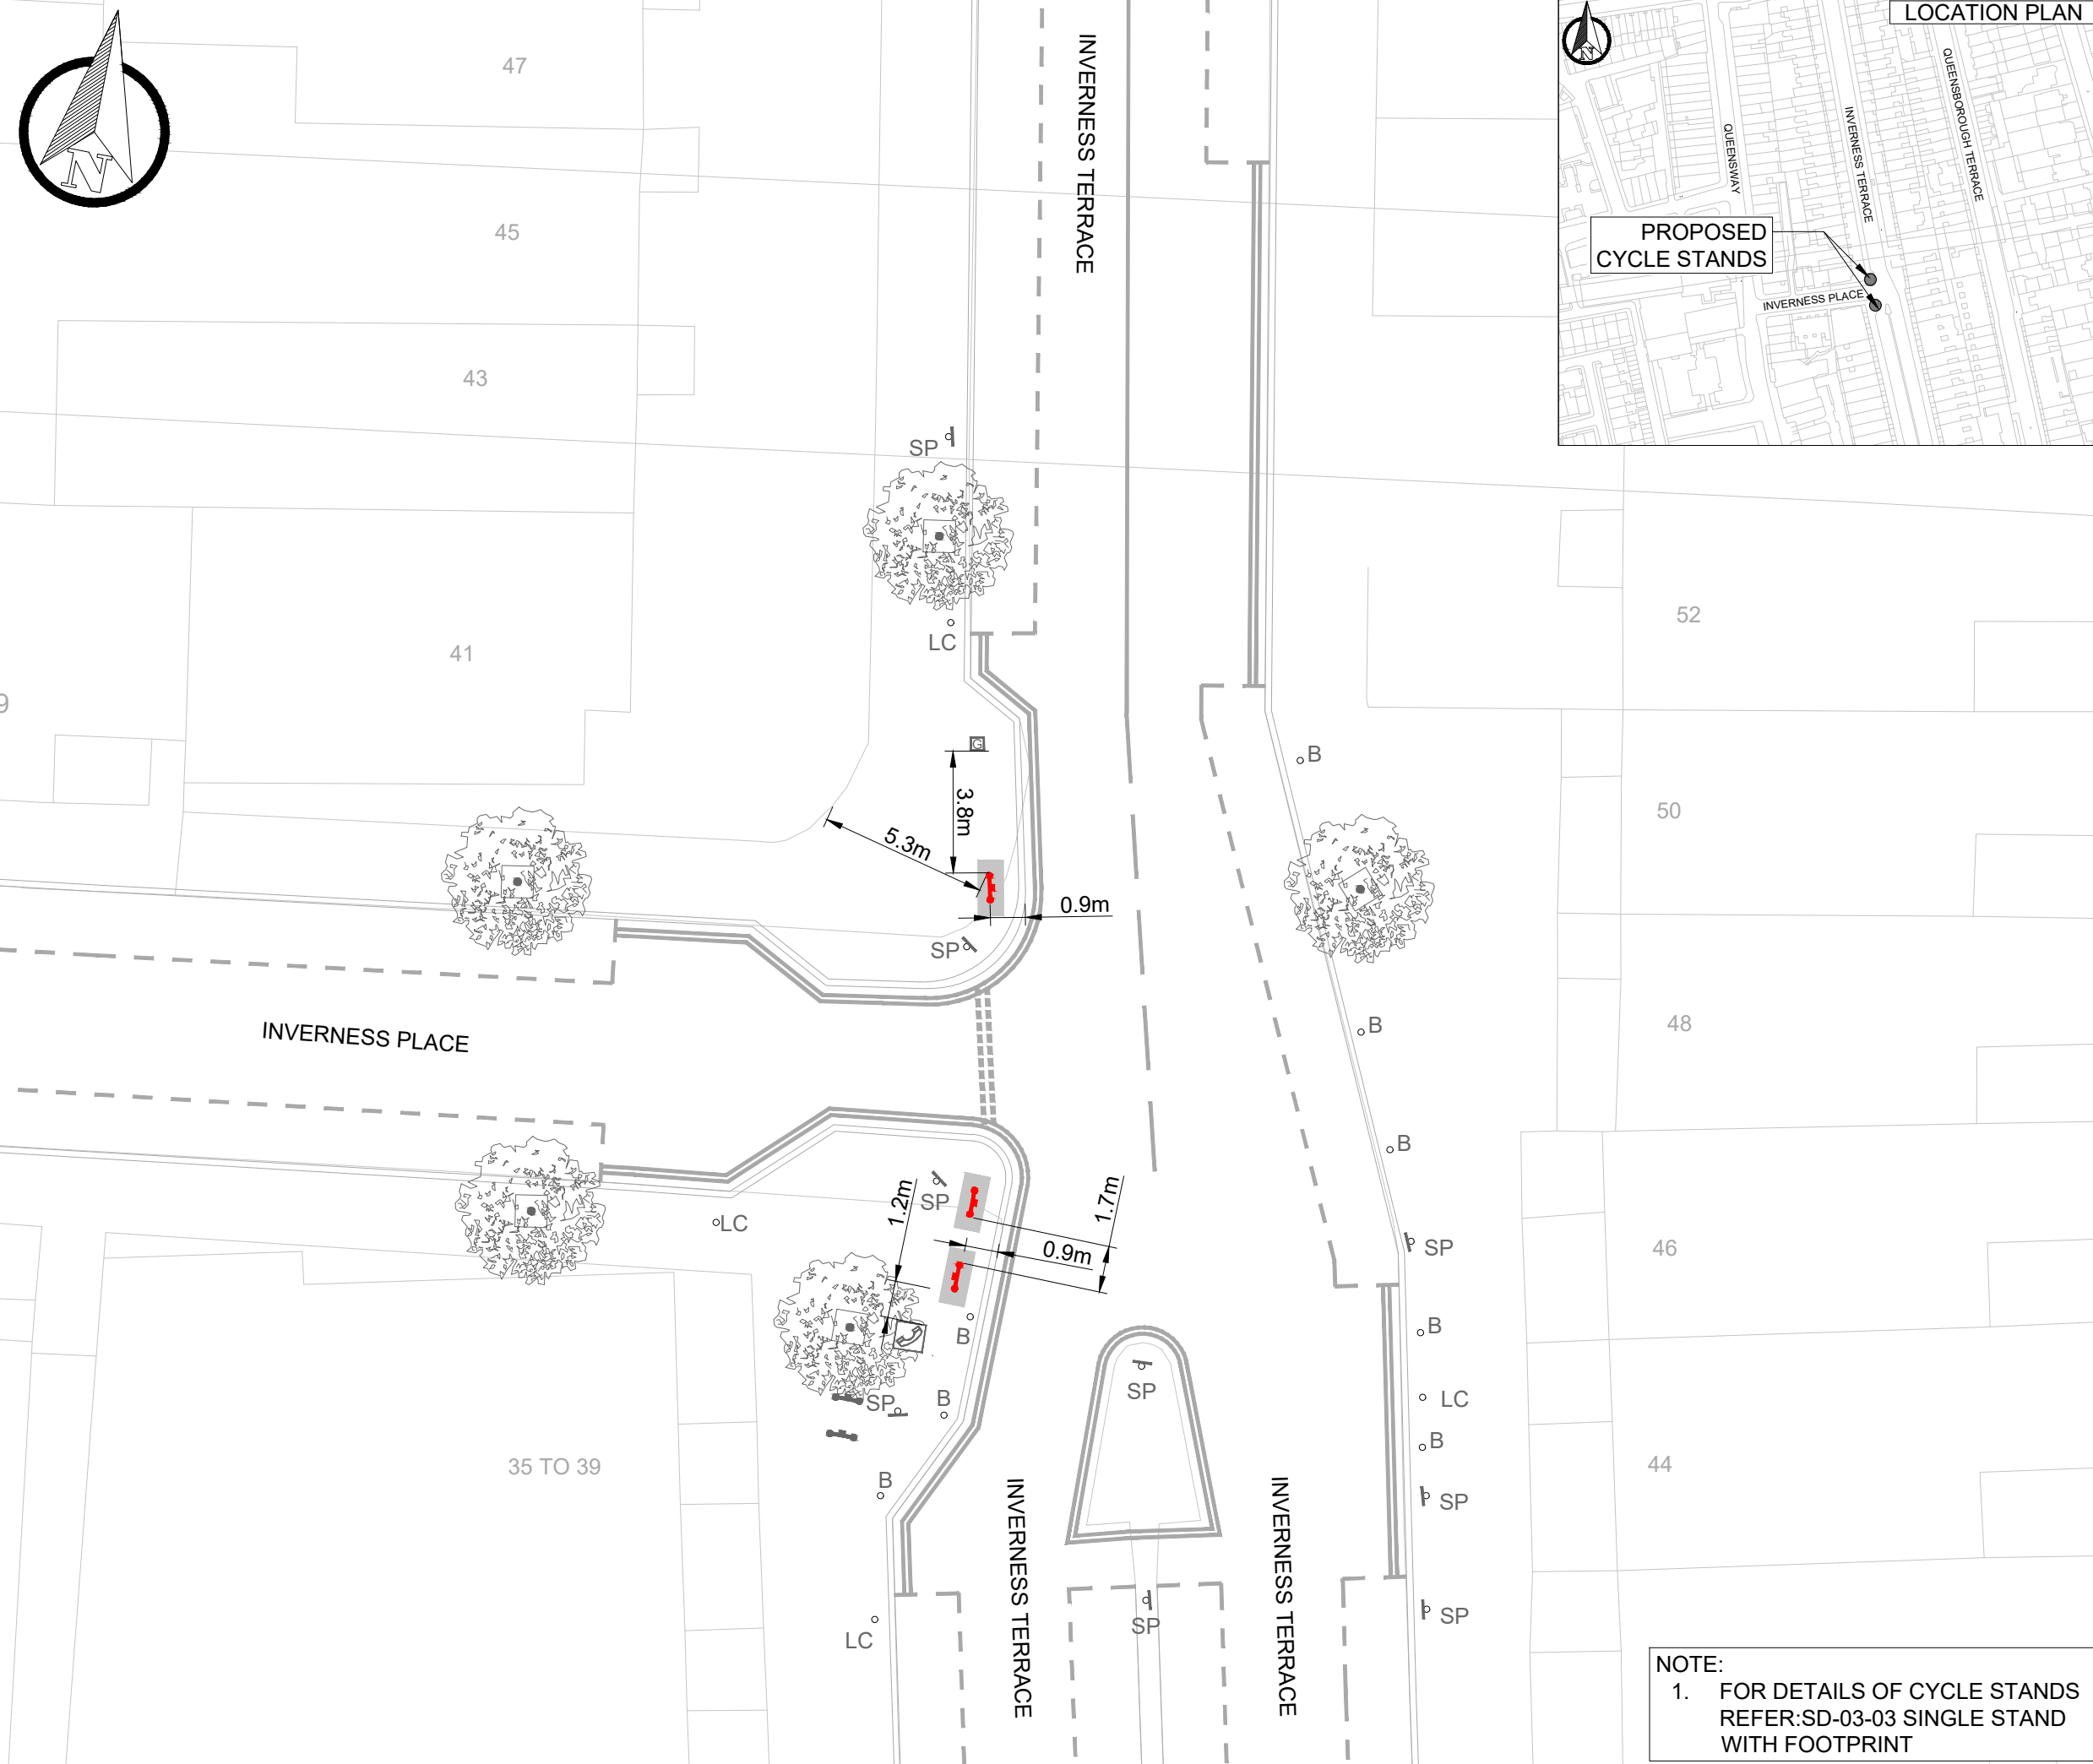 LOCATION PLAN
N
N
QUEENSWAY
INVERNESS TERRACE
QUEENSBOROUGH TERRACE
PROPOSED
CYCLE STANDS
INVERNESS PLACE
47
45
43
41
9
INVERNESS TERRACE
SP
LC
G
3.8m
5.3m
0.9m
SP
B
B
B
52
50
48
46
44
INVERNESS PLACE
LC
SP
1.2m
1.7m
0.9m
B
SP
B
B
LC
35 TO 39
SP
SP
SP
B
LC
B
SP
SP
INVERNESS TERRACE
INVERNESS TERRACE
NOTE:
1. FOR DETAILS OF CYCLE STANDS
REFER:SD-03-03 SINGLE STAND
WITH FOOTPRINT